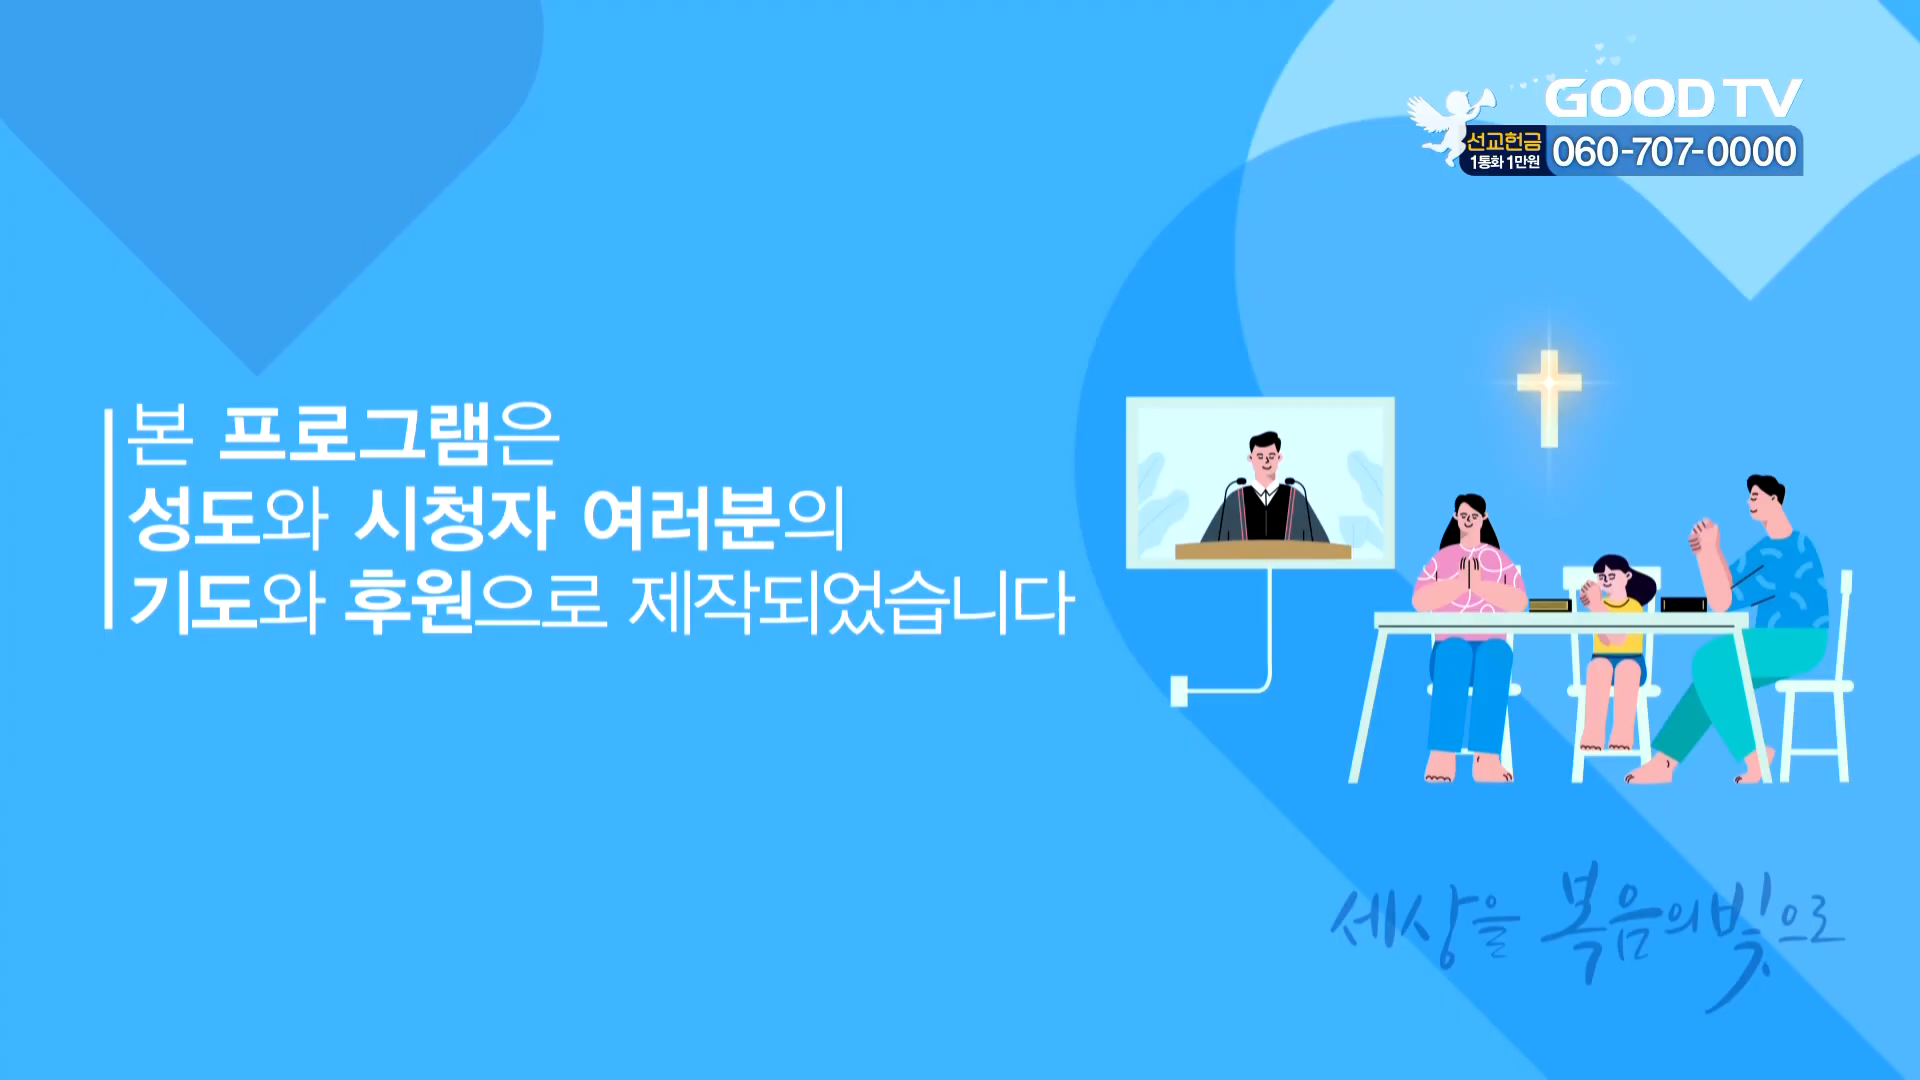 GOOD TV
선교헌금
1통화 1만원
060-707-0000
본 프로그램은
성도와 시청자 여러분의
기도와 후원으로 제작되었습니다
세상을 복음의 빛으로